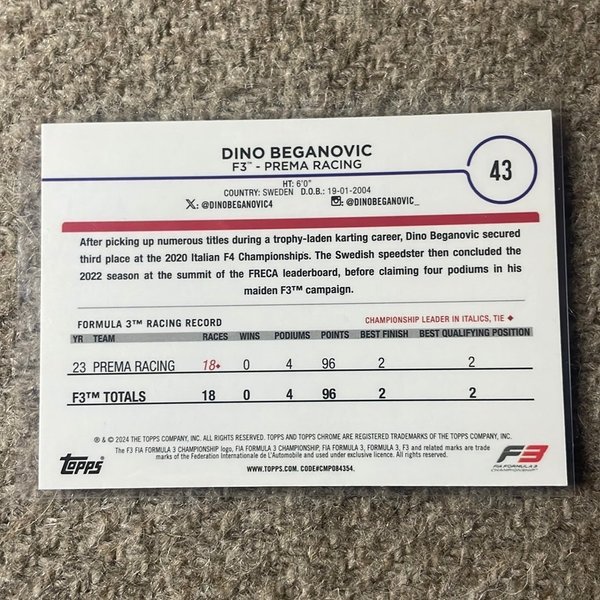 DINO BEGANOVIC
F3™ - PREMA RACING
43
HT: 6'0"
COUNTRY: SWEDEN D.O.B.: 19-01-2004
X: @DINOBEGANOVIC4 : @DINOBEGANOVIC_
After picking up numerous titles during a trophy-laden karting career, Dino Beganovic secured
third place at the 2020 Italian F4 Championships. The Swedish speedster then concluded the
2022 season at the summit of the FRECA leaderboard, before claiming four podiums in his
maiden F3™ campaign.
FORMULA 3™ RACING RECORD CHAMPIONSHIP LEADER IN ITALICS, TIE ♦
YR TEAM RACES WINS PODIUMS POINTS BEST FINISH BEST QUALIFYING POSITION
23 PREMA RACING 18♦ 0 4 96 2 2
F3™ TOTALS 18 0 4 96 2 2
® & © 2024 THE TOPPS COMPANY, INC. ALL RIGHTS RESERVED. TOPPS AND TOPPS CHROME ARE REGISTERED TRADEMARKS OF THE TOPPS COMPANY, INC.
The F3 FIA FORMULA 3 CHAMPIONSHIP logo, FIA FORMULA 3 CHAMPIONSHIP, FIA FORMULA 3, FORMULA 3, F3 and related marks are trade
marks of the Federation Internationale de L'Automobile and used under exclusive licence. All rights reserved.
Topps
WWW.TOPPS.COM. CODE#CMP084354.
F3
FIA FORMULA 3
CHAMPIONSHIP